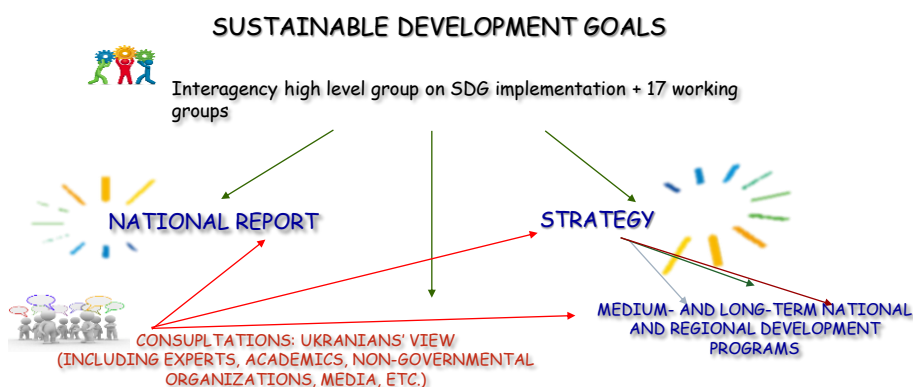 SUSTAINABLE DEVELOPMENT GOALS
Interagency high level group on SDG implementation + 17 working
groups
NATIONAL REPORT
STRATEGY
CONSUPLTATIONS: UKRANIANS' VIEW
(INCLUDING EXPERTS, ACADEMICS, NON-GOVERNMENTAL
ORGANIZATIONS, MEDIA, ETC.)
MEDIUM- AND LONG-TERM NATIONAL
AND REGIONAL DEVELOPMENT
PROGRAMS